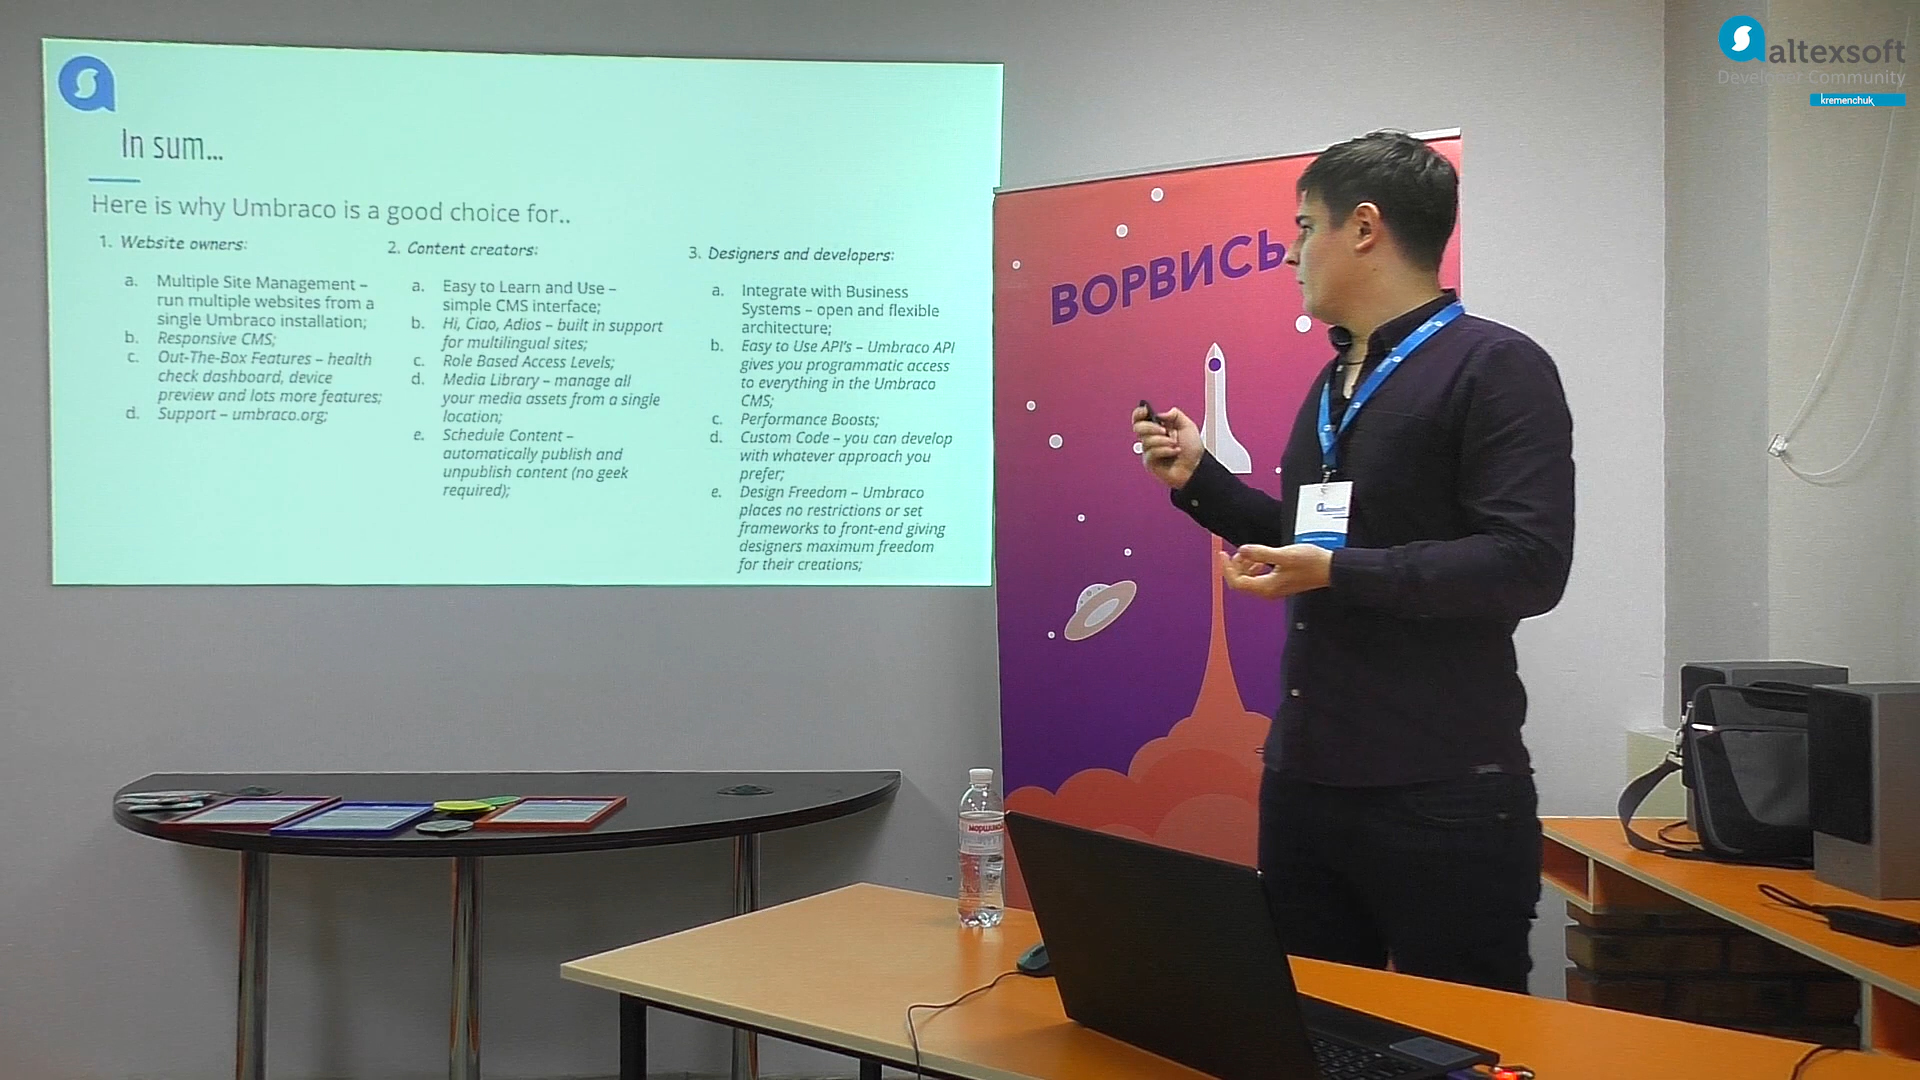 altexsoft
Developer Community
kremenchuk
In sum...
Here is why Umbraco is a good choice for..
1. Website owners:
a. Multiple Site Management –
run multiple websites from a
single Umbraco installation;
b. Responsive CMS;
c. Out-The-Box Features – health
check dashboard, device
preview and lots more features;
d. Support – umbraco.org;
2. Content creators:
a. Easy to Learn and Use –
simple CMS interface;
b. Hi, Ciao, Adios – built in support
for multilingual sites;
c. Role Based Access Levels;
d. Media Library – manage all
your media assets from a single
location;
e. Schedule Content –
automatically publish and
unpublish content (no geek
required);
3. Designers and developers:
a. Integrate with Business
Systems – open and flexible
architecture;
b. Easy to Use API's – Umbraco API
gives you programmatic access
to everything in the Umbraco
CMS;
c. Performance Boosts;
d. Custom Code – you can develop
with whatever approach you
prefer;
e. Design Freedom – Umbraco
places no restrictions or set
frameworks to front-end giving
designers maximum freedom
for their creations;
ВОРВИСЬ